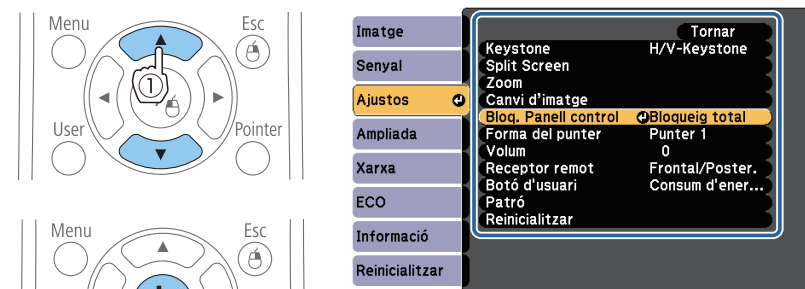 Menu
Esc
1
User
Pointer
Menu
Esc
Imatge
Senyal
Ajustos
Ampliada
Xarxa
ECO
Informació
Reinicialitzar
Tornar
Keystone H/V-Keystone
Split Screen
Zoom
Canvi d'imatge
Bloq. Panell control Bloqueig total
Forma del punter Punter 1
Volum 0
Receptor remot Frontal/Poster.
Botó d'usuari Consum d'ener...
Patró
Reinicialitzar